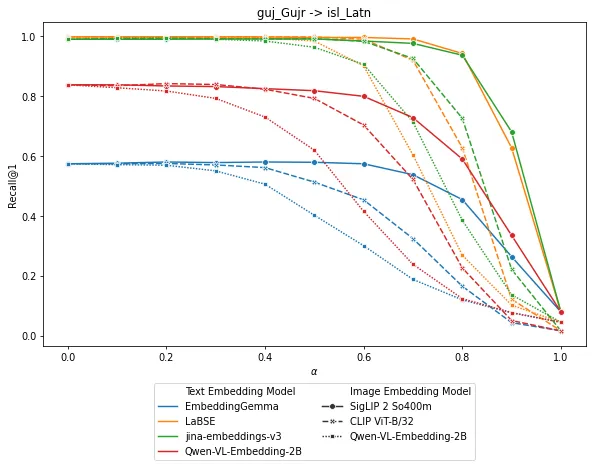 guj_Gujr -> isl_Latn
Recall@1
1.0
0.8
0.6
0.4
0.2
0.0
0.0 0.2 0.4 0.6 0.8 1.0
α
Text Embedding Model Image Embedding Model
EmbeddingGemma SigLIP 2 So400m
LaBSE CLIP ViT-B/32
jina-embeddings-v3 Qwen-VL-Embedding-2B
Qwen-VL-Embedding-2B